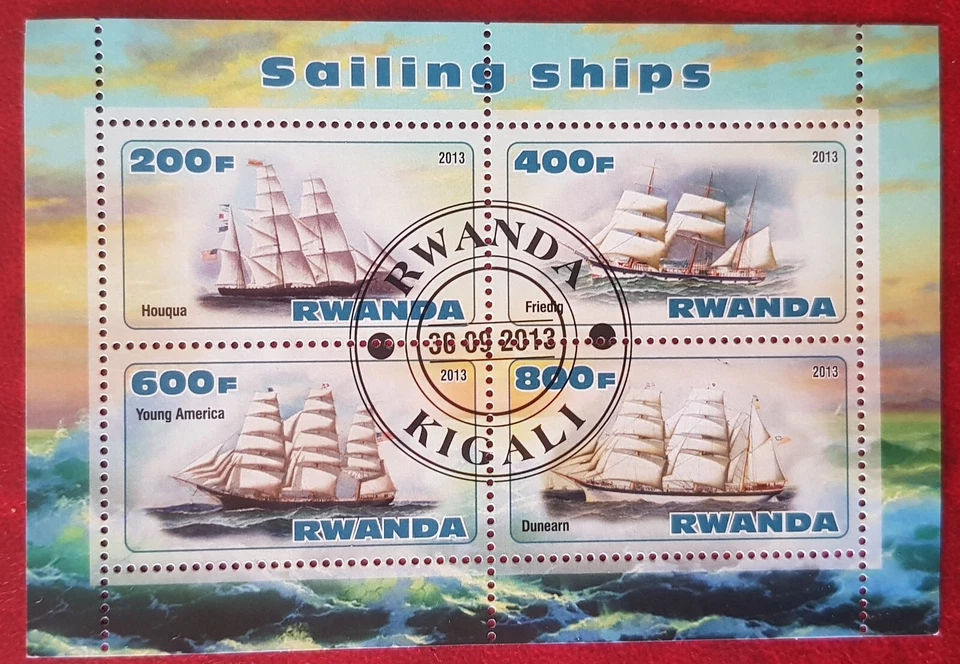 Sailing ships
200F 2013
Houqua RWANDA
400F 2013
Friedig RWANDA
600F 2013
Young America
RWANDA
800F 2013
Dunearn RWANDA
RWANDA
30 09 2013
KIGALI